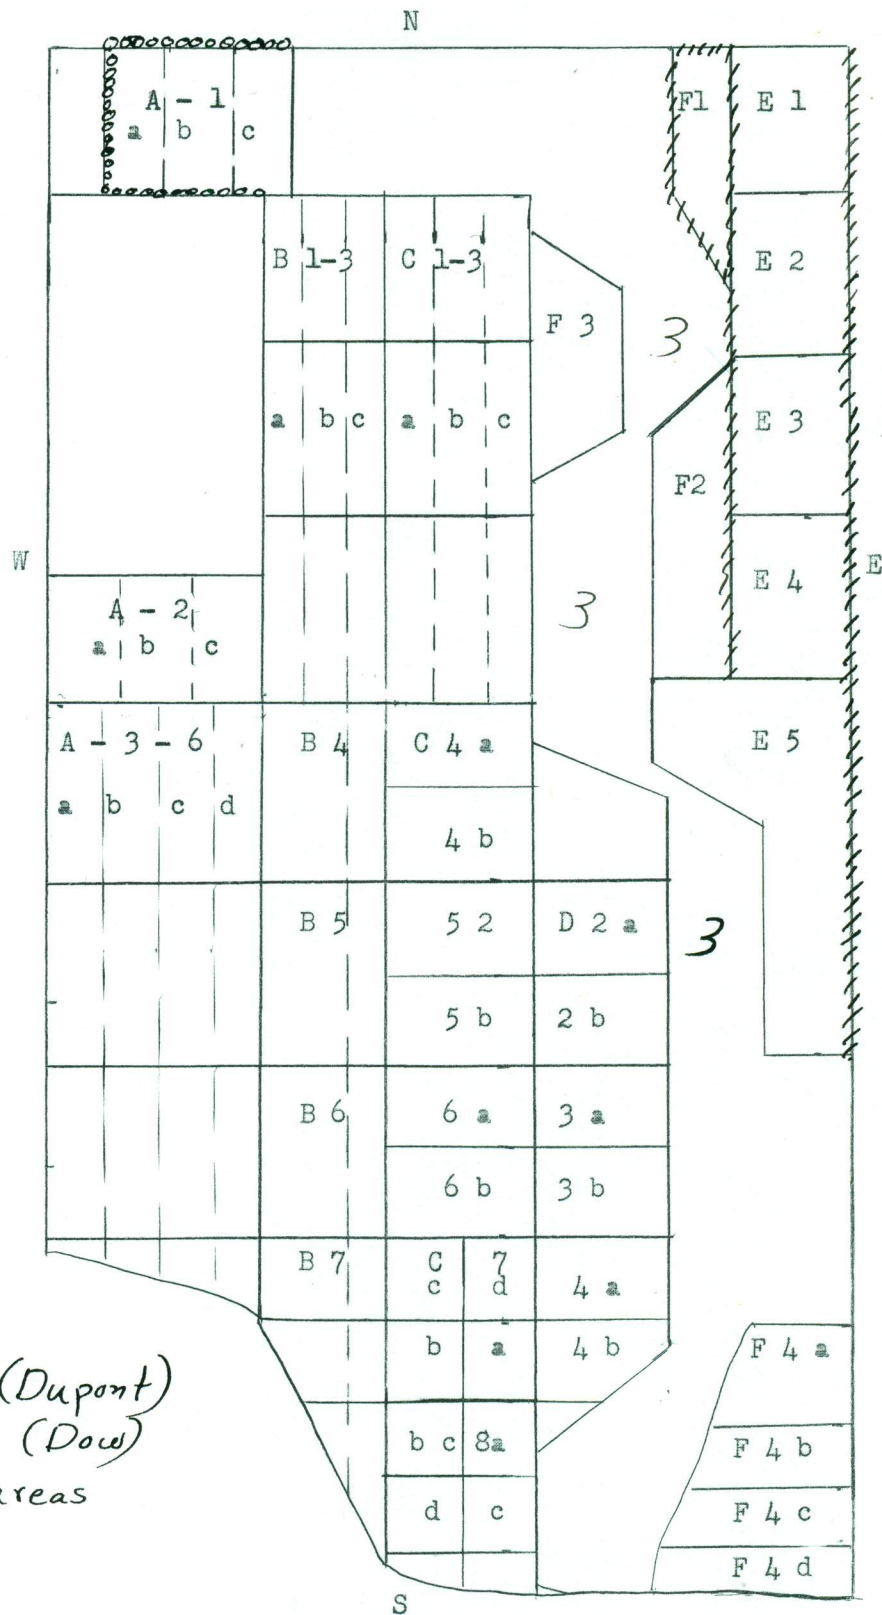 N
A - 1
a b c
F1 E 1
B 1-3 C 1-3
E 2
F 3
3
a b c a b c
E 3
F2
W
E
E 4
A - 2
a b c
3
A - 3 - 6
B 4 C 4 a
E 5
a b c d
4 b
B 5 5 2 D 2 a
3
5 b 2 b
B 6 6 a 3 a
6 b 3 b
B 7 C 7
c d 4 a
b a 4 b
F 4 a
(Dupont)
(Dow)
b c 8a
F 4 b
areas
d c
F 4 c
F 4 d
S